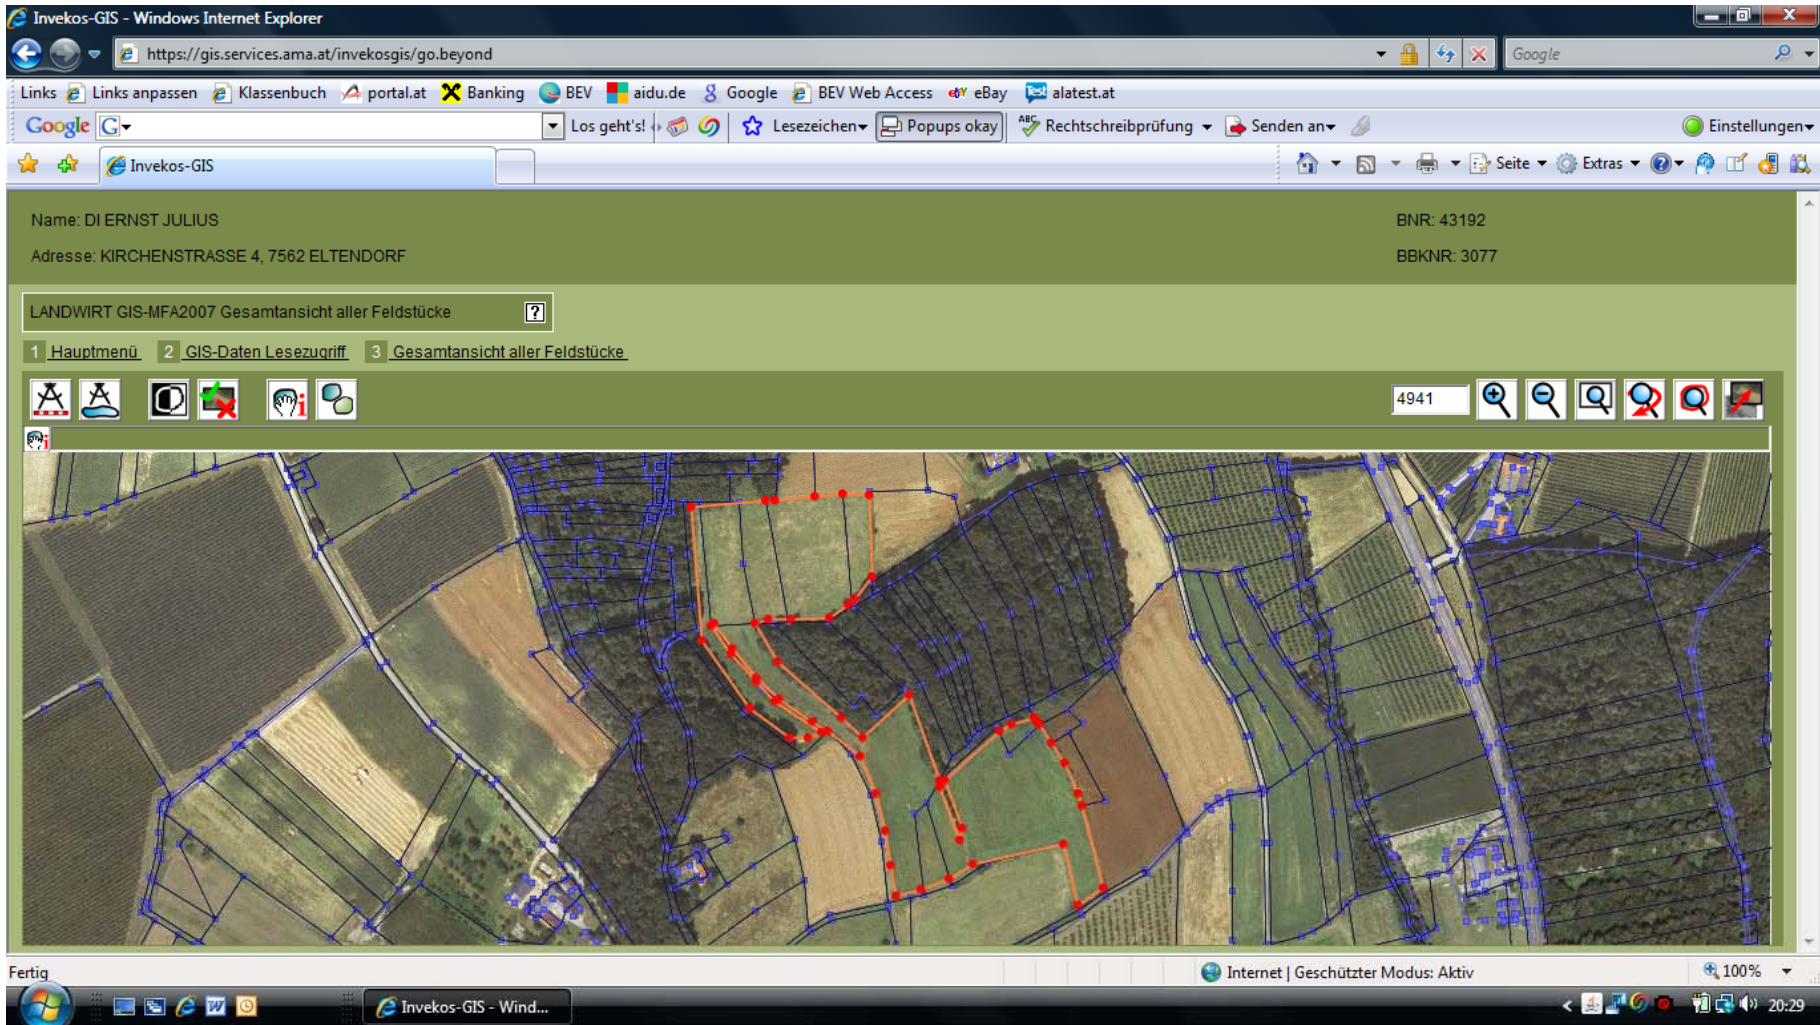 Invekos-GIS - Windows Internet Explorer
https://gis.services.ama.at/invekosgis/go.beyond
Google
Links Links anpassen Klassenbuch portal.at Banking BEV aidu.de Google BEV Web Access eBay alatest.at
Google G Los geht's! Lesezeichen Popups okay ABC Rechtschreibprüfung Senden an Einstellungen
Invekos-GIS Seite Extras
Name: DI ERNST JULIUS BNR: 43192
Adresse: KIRCHENSTRASSE 4, 7562 ELTENDORF BBKNR: 3077
LANDWIRT GIS-MFA2007 Gesamtansicht aller Feldstücke ?
1 Hauptmenü 2 GIS-Daten Lesezugriff 3 Gesamtansicht aller Feldstücke
4941
Fertig Internet | Geschützter Modus: Aktiv 100%
Invekos-GIS - Wind... 20:29